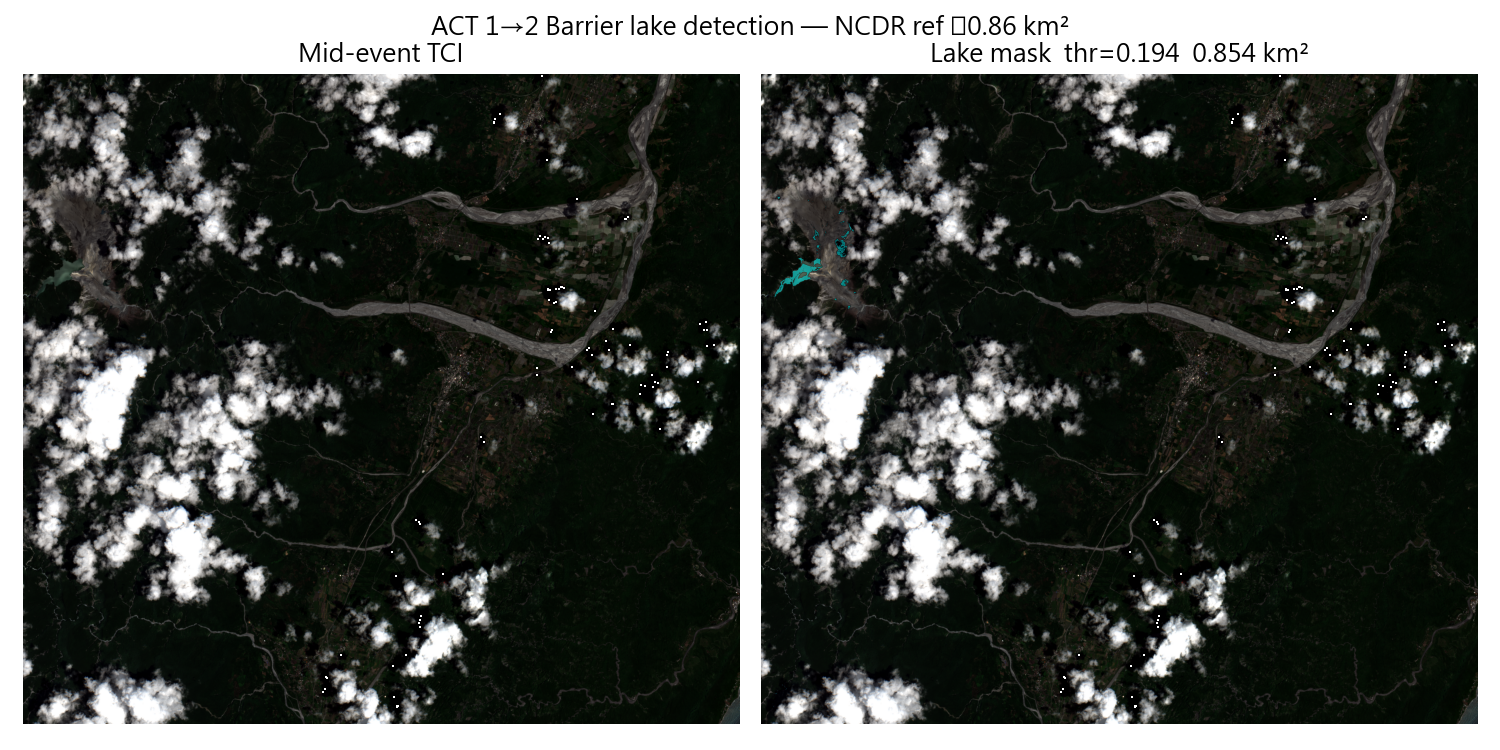 ACT 1→2 Barrier lake detection — NCDR ref □0.86 km²
Mid-event TCI
Lake mask thr=0.194 0.854 km²